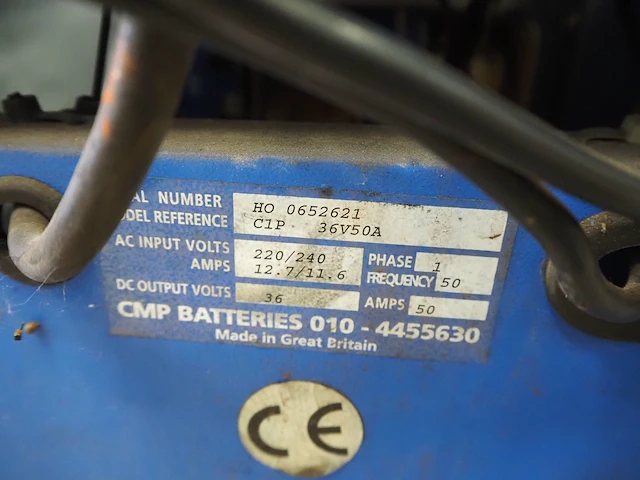 AL NUMBER HO 0652621
ODEL REFERENCE C1P 36V50A
AC INPUT VOLTS 220/240 PHASE 1
AMPS 12.7/11.6 FREQUENCY 50
DC OUTPUT VOLTS 36 AMPS 50
CMP BATTERIES 010 - 4455630
Made in Great Britain
CE